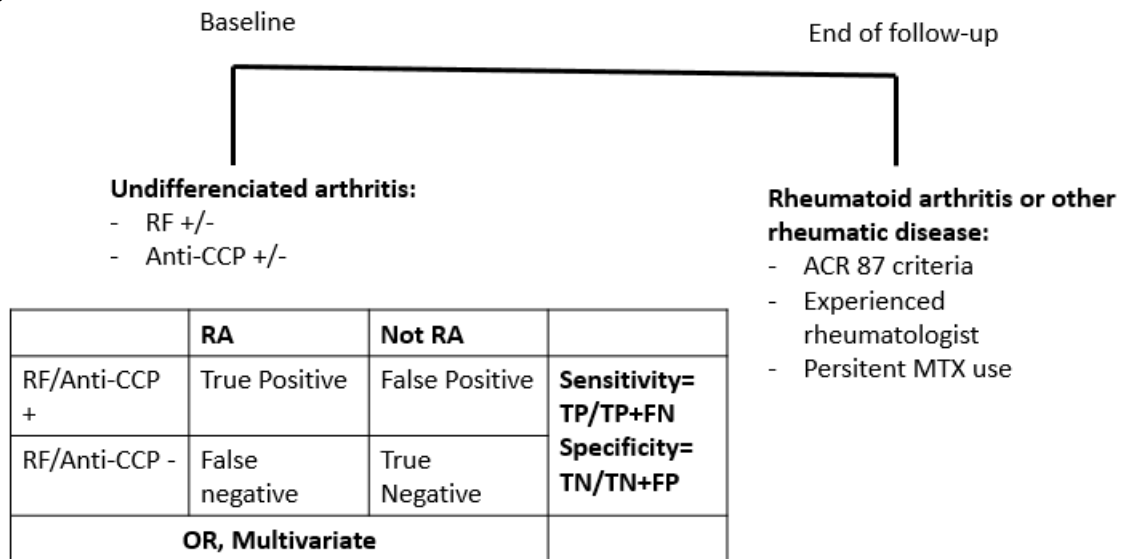 Baseline
End of follow-up
Undifferenciated arthritis:
- RF +/-
- Anti-CCP +/-
Rheumatoid arthritis or other
rheumatic disease:
- ACR 87 criteria
- Experienced
rheumatologist
- Persitent MTX use
RA
Not RA
RF/Anti-CCP
+
True Positive
False Positive
Sensitivity=
TP/TP+FN
Specificity=
TN/TN+FP
RF/Anti-CCP -
False
negative
True
Negative
OR, Multivariate